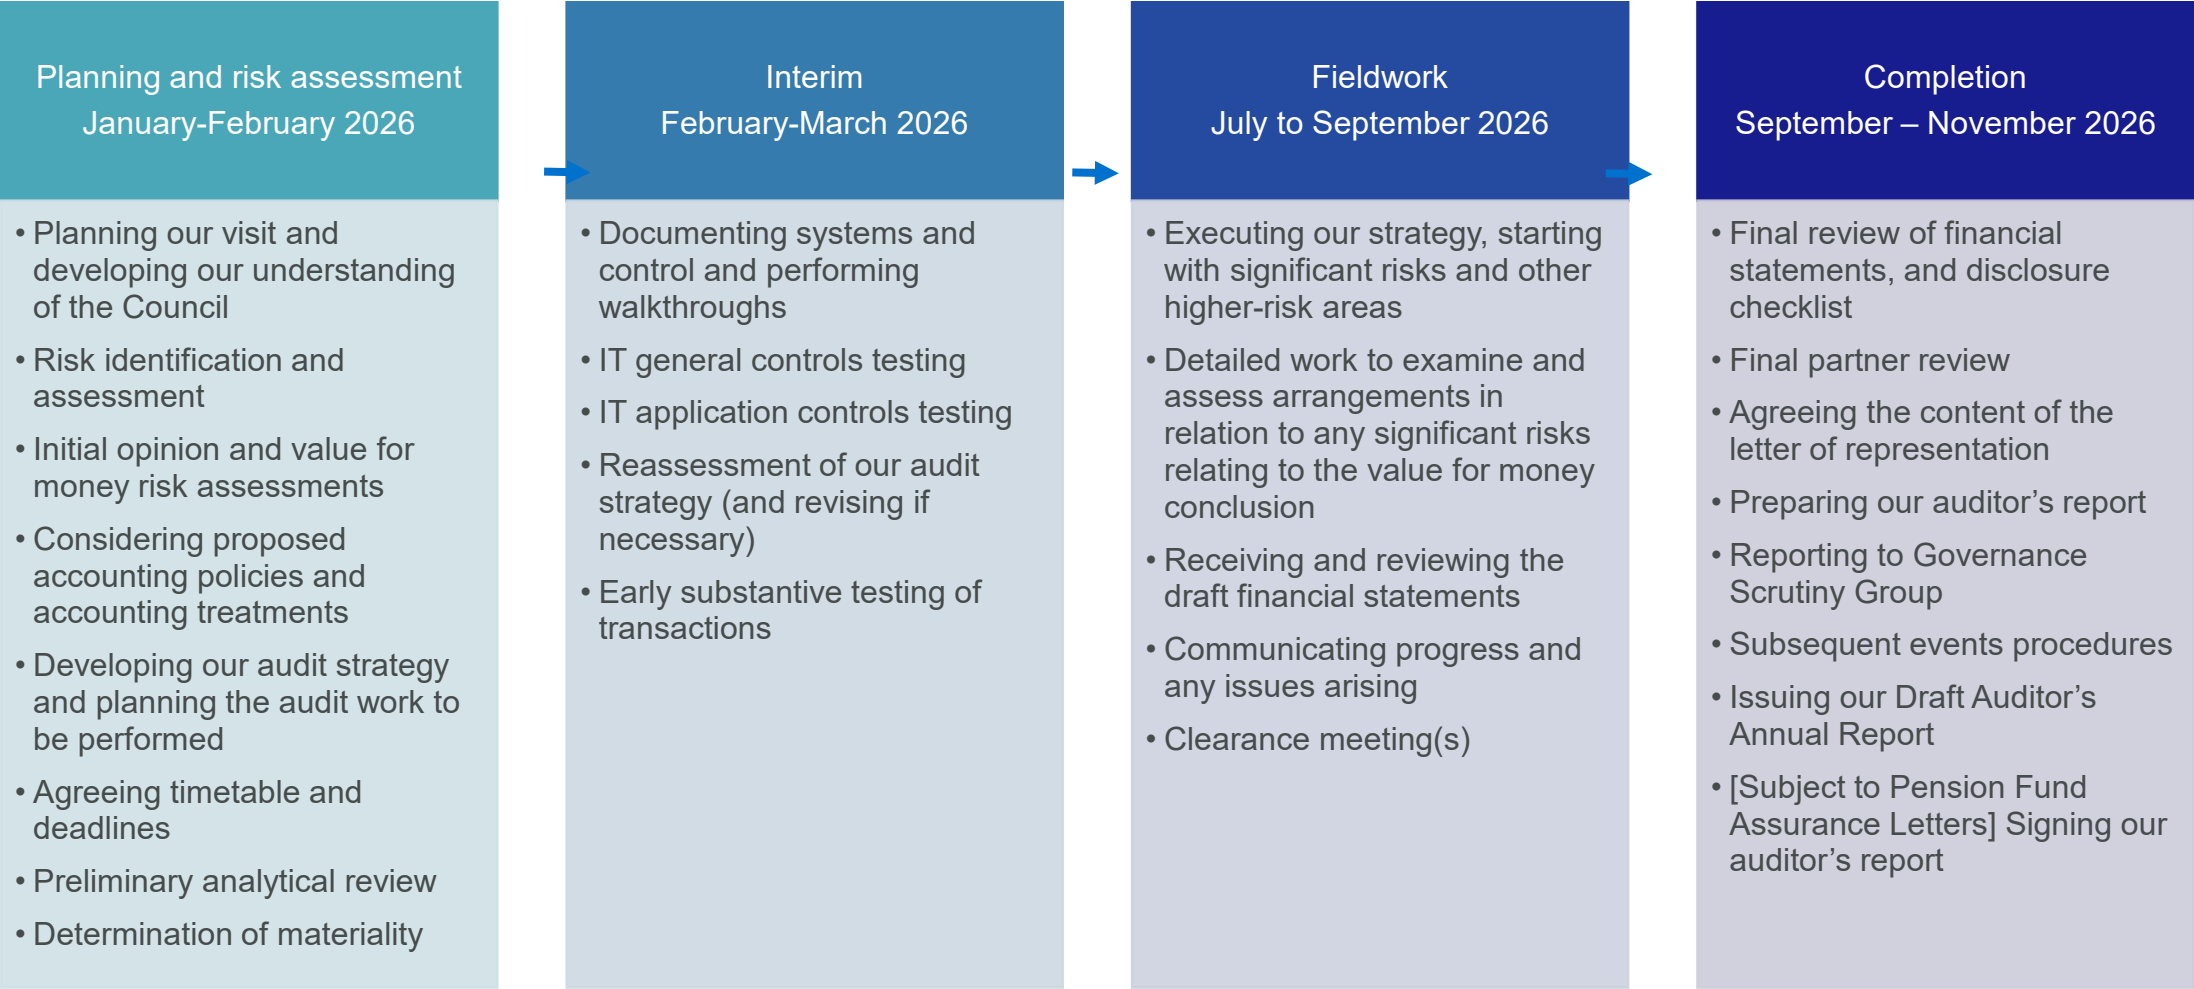 Planning and risk assessment
January-February 2026
• Planning our visit and
developing our understanding
of the Council
• Risk identification and
assessment
• Initial opinion and value for
money risk assessments
• Considering proposed
accounting policies and
accounting treatments
• Developing our audit strategy
and planning the audit work to
be performed
• Agreeing timetable and
deadlines
• Preliminary analytical review
• Determination of materiality
Interim
February-March 2026
• Documenting systems and
control and performing
walkthroughs
• IT general controls testing
• IT application controls testing
• Reassessment of our audit
strategy (and revising if
necessary)
• Early substantive testing of
transactions
Fieldwork
July to September 2026
• Executing our strategy, starting
with significant risks and other
higher-risk areas
• Detailed work to examine and
assess arrangements in
relation to any significant risks
relating to the value for money
conclusion
• Receiving and reviewing the
draft financial statements
• Communicating progress and
any issues arising
• Clearance meeting(s)
Completion
September – November 2026
• Final review of financial
statements, and disclosure
checklist
• Final partner review
• Agreeing the content of the
letter of representation
• Preparing our auditor’s report
• Reporting to Governance
Scrutiny Group
• Subsequent events procedures
• Issuing our Draft Auditor’s
Annual Report
• [Subject to Pension Fund
Assurance Letters] Signing our
auditor’s report